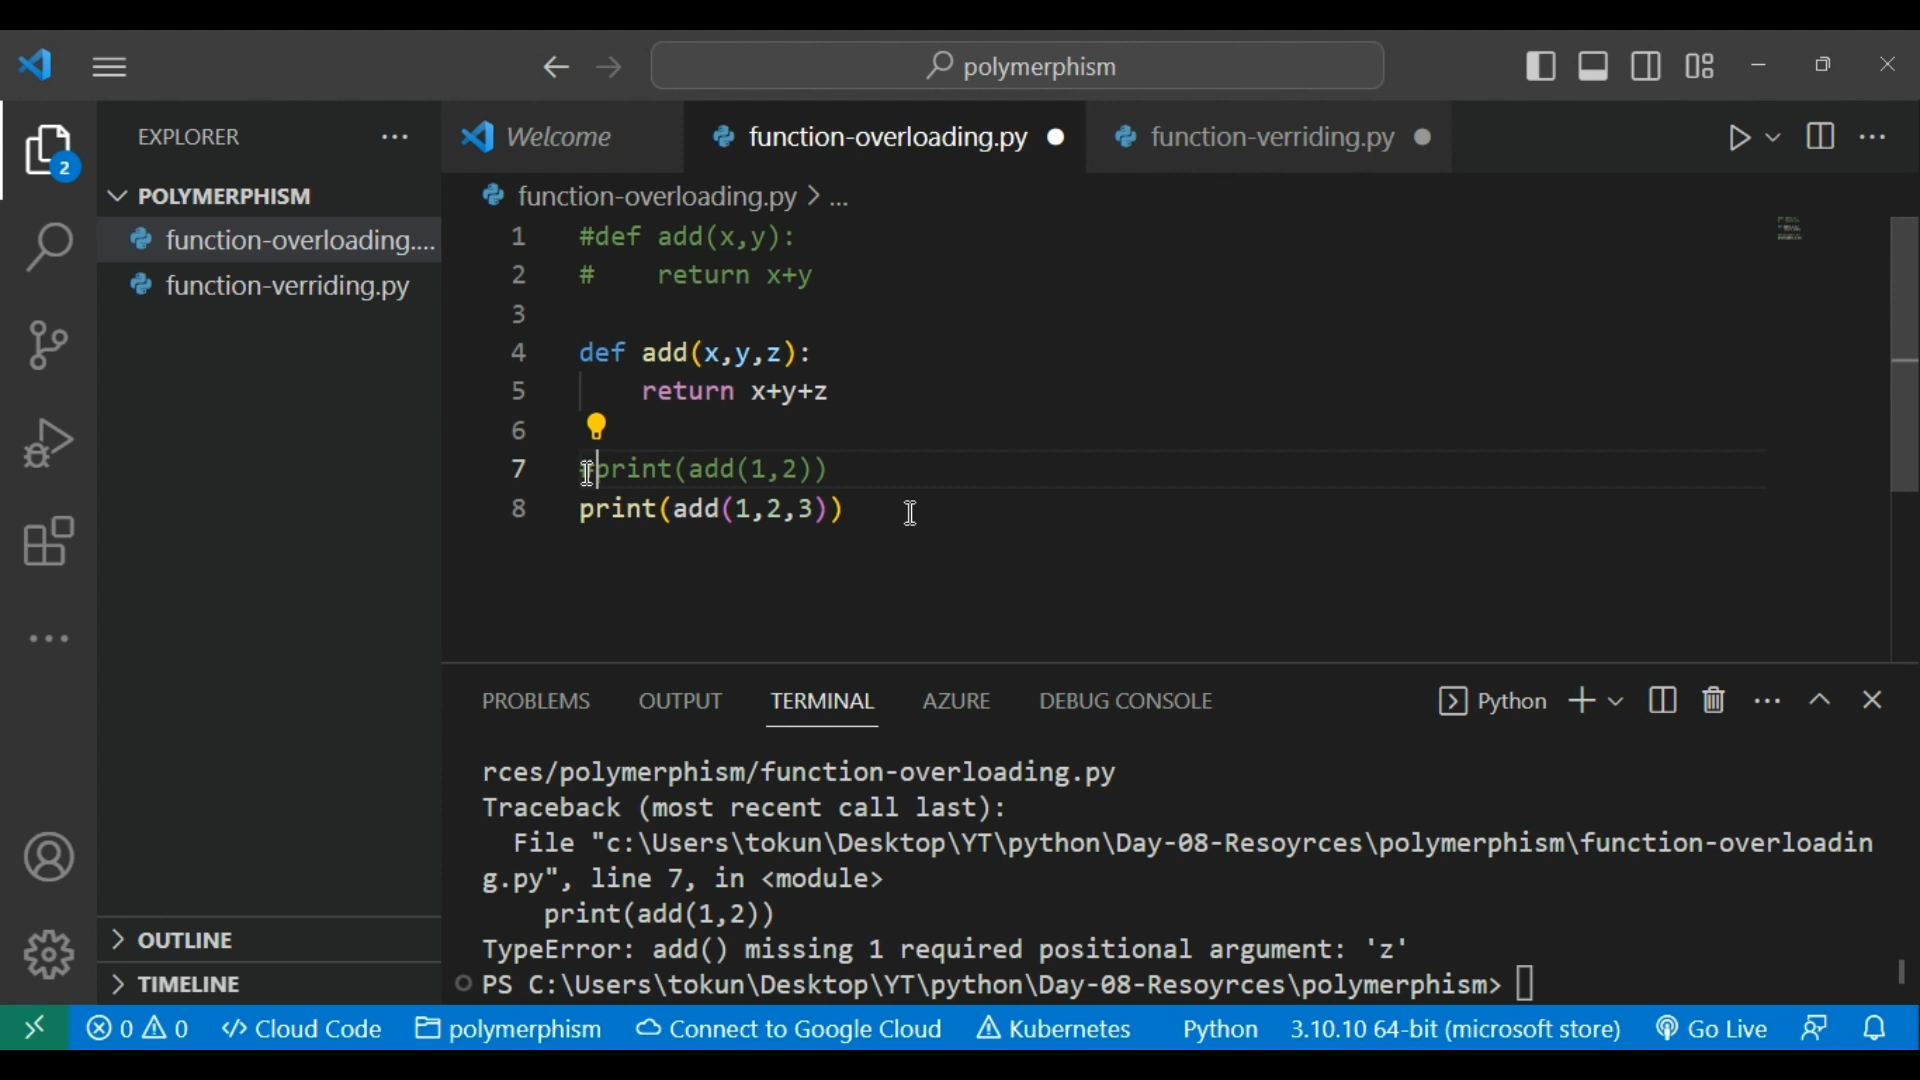 polymerphism
EXPLORER
Welcome
function-overloading.py
function-verriding.py
2
POLYMERPHISM
function-overloading....
function-verriding.py
function-overloading.py > ...
1 #def add(x,y):
2 #    return x+y
3
4 def add(x,y,z):
5     return x+y+z
6
7 #print(add(1,2))
8 print(add(1,2,3))
PROBLEMS OUTPUT TERMINAL AZURE DEBUG CONSOLE
Python
rces/polymerphism/function-overloading.py
Traceback (most recent call last):
  File "c:\Users\tokun\Desktop\YT\python\Day-08-Resoyrces\polymerphism\function-overloadin
g.py", line 7, in <module>
    print(add(1,2))
TypeError: add() missing 1 required positional argument: 'z'
PS C:\Users\tokun\Desktop\YT\python\Day-08-Resoyrces\polymerphism>
OUTLINE
TIMELINE
0 0 Cloud Code polymerphism Connect to Google Cloud Kubernetes Python 3.10.10 64-bit (microsoft store) Go Live